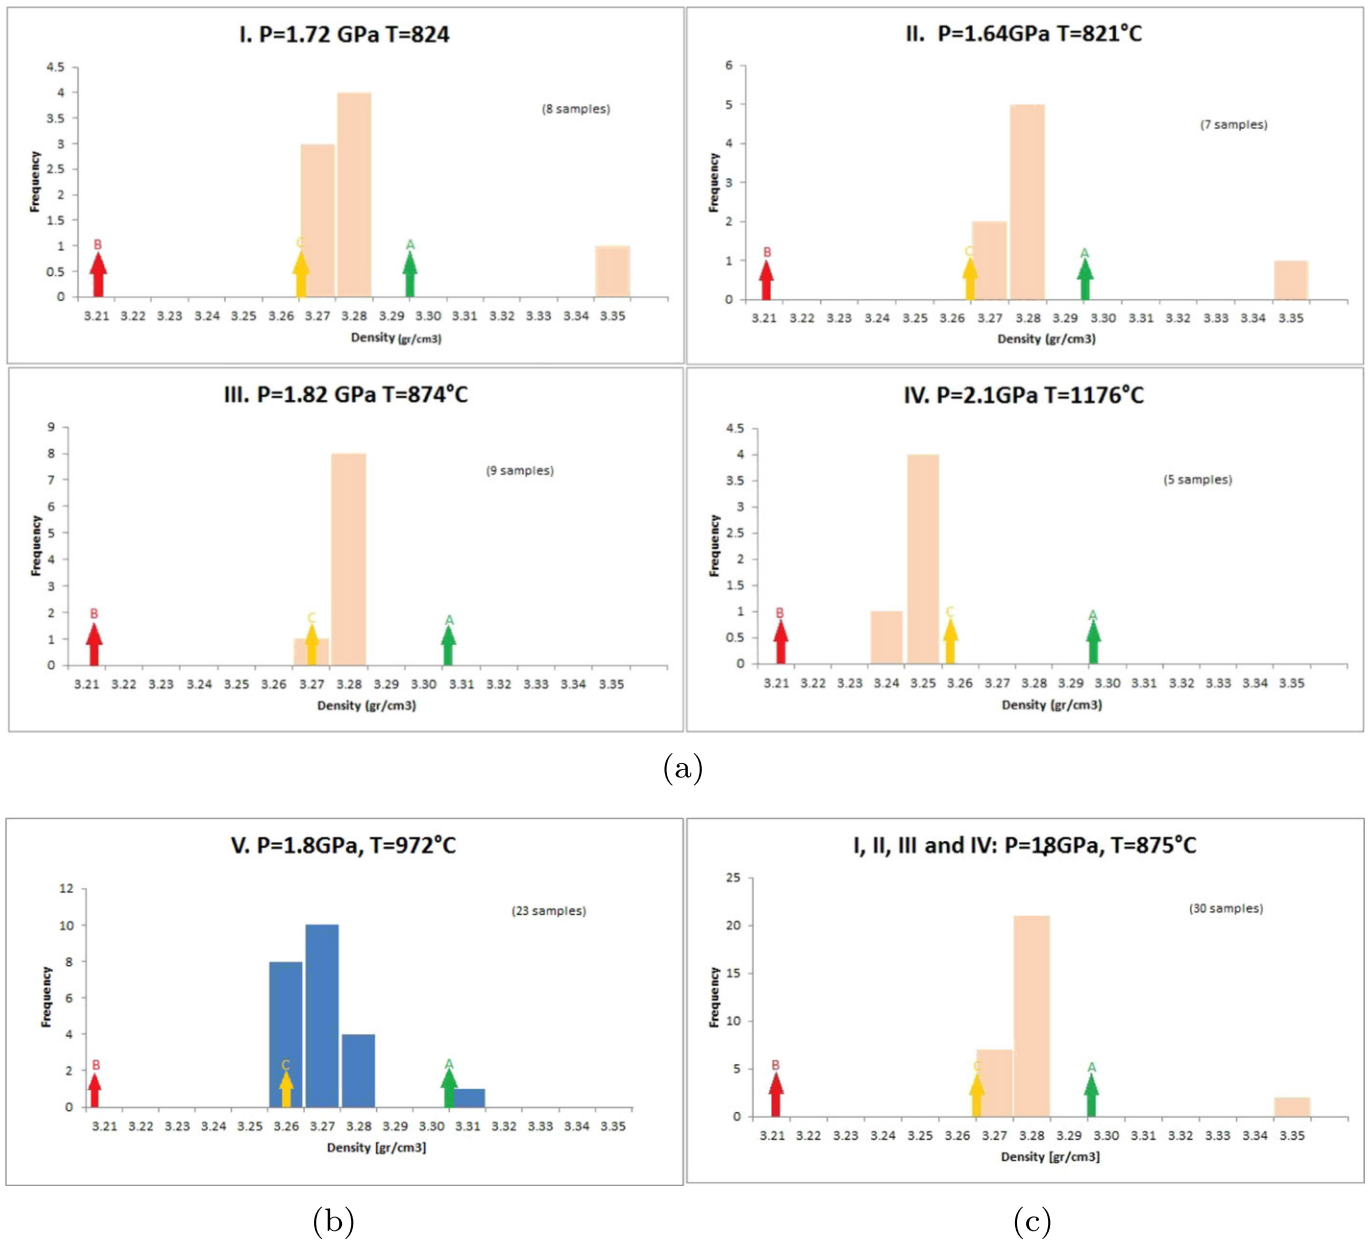 I. P=1.72 GPa T=824
4.5
4
3.5
3
2.5
2
1.5
1
0.5
0
Frequency
(8 samples)
B
C
A
3.21 3.22 3.23 3.24 3.25 3.26 3.27 3.28 3.29 3.30 3.31 3.32 3.33 3.34 3.35
Density (gr/cm3)
II. P=1.64GPa T=821°C
6
5
4
3
2
1
0
Frequency
(7 samples)
B
C
A
3.21 3.22 3.23 3.24 3.25 3.26 3.27 3.28 3.29 3.30 3.31 3.32 3.33 3.34 3.35
Density (gr/cm3)
III. P=1.82 GPa T=874°C
9
8
7
6
5
4
3
2
1
0
Frequency
(9 samples)
B
C
A
3.21 3.22 3.23 3.24 3.25 3.26 3.27 3.28 3.29 3.30 3.31 3.32 3.33 3.34 3.35
Density (gr/cm3)
IV. P=2.1GPa T=1176°C
4.5
4
3.5
3
2.5
2
1.5
1
0.5
0
Frequency
(5 samples)
B
C
A
3.21 3.22 3.23 3.24 3.25 3.26 3.27 3.28 3.29 3.30 3.31 3.32 3.33 3.34 3.35
Density (gr/cm3)
(a)
V. P=1.8GPa, T=972°C
12
10
8
6
4
2
0
Frequency
(23 samples)
B
C
A
3.21 3.22 3.23 3.24 3.25 3.26 3.27 3.28 3.29 3.30 3.31 3.32 3.33 3.34 3.35
Density [gr/cm3]
(b)
I, II, III and IV: P=1.8GPa, T=875°C
25
20
15
10
5
0
Frequency
(30 samples)
B
C
A
3.21 3.22 3.23 3.24 3.25 3.26 3.27 3.28 3.29 3.30 3.31 3.32 3.33 3.34 3.35
Density [gr/cm3]
(c)